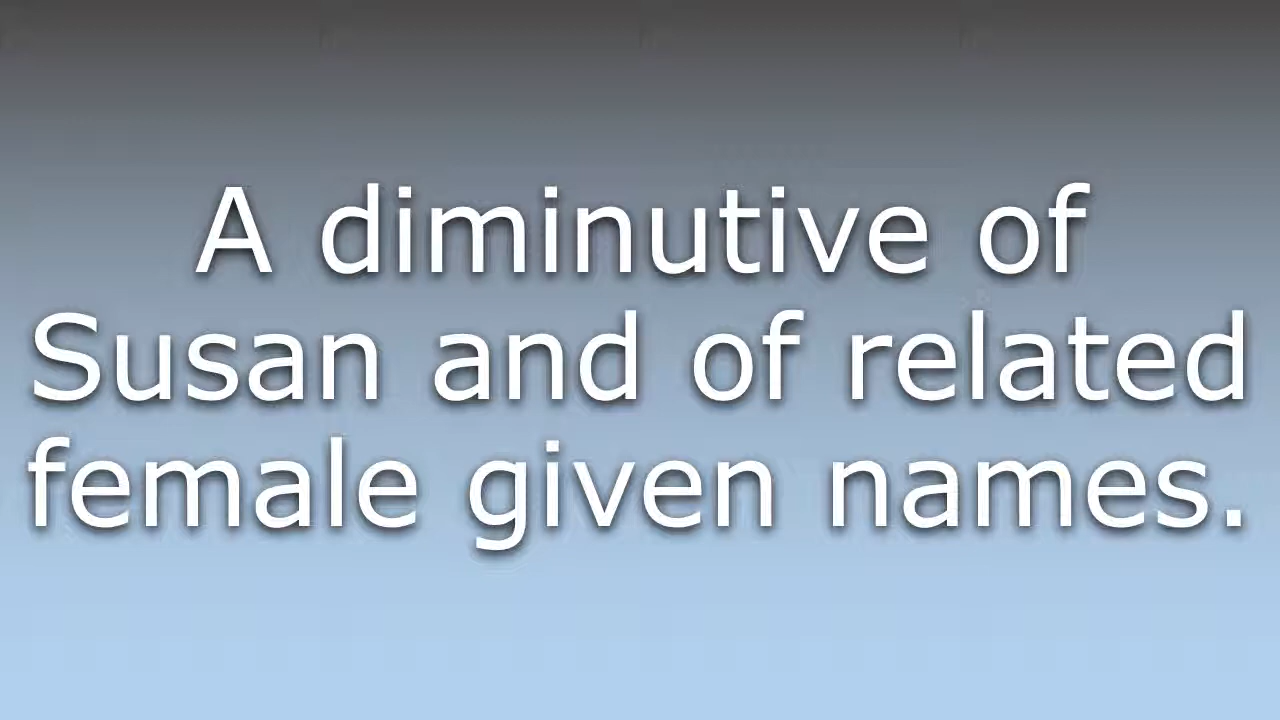 A diminutive of
Susan and of related
female given names.